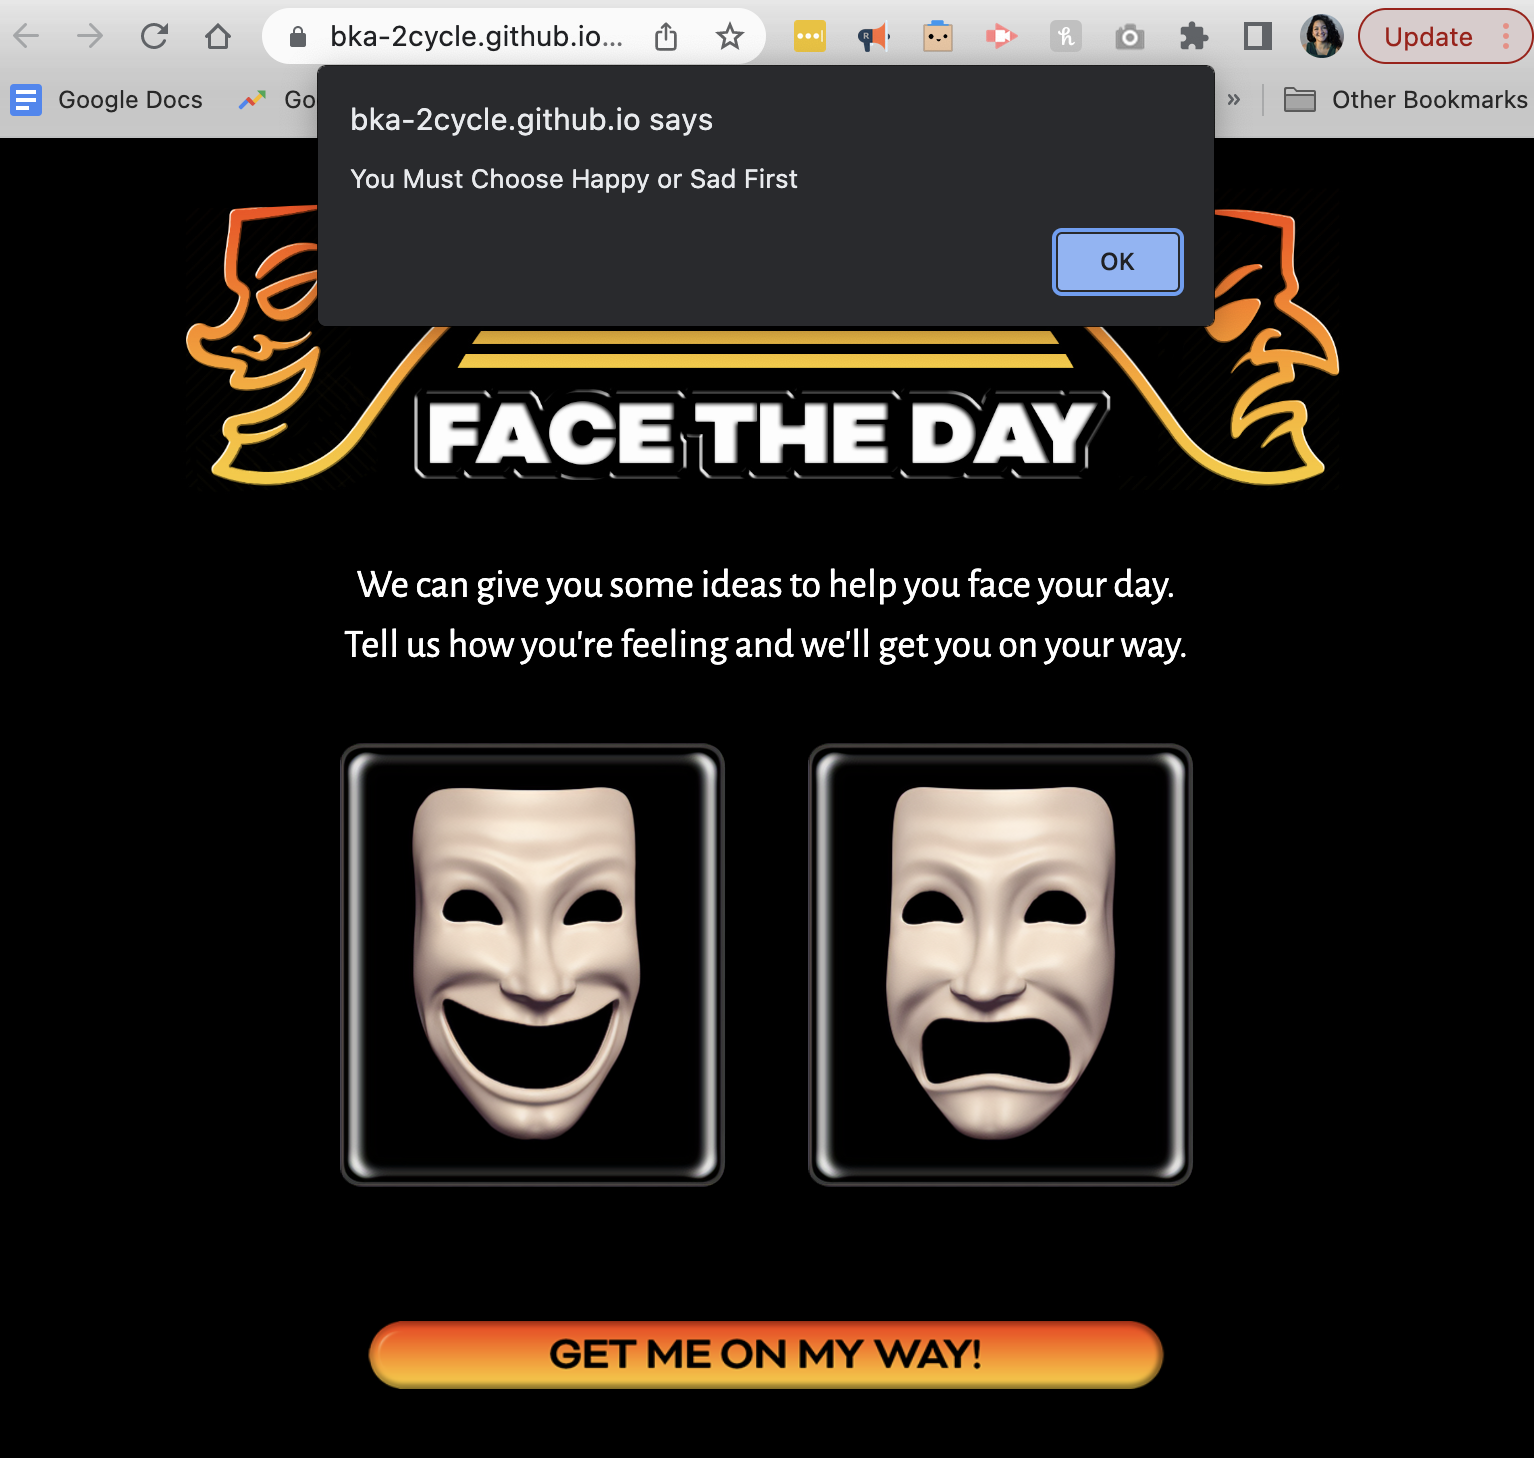 bka-2cycle.github.io...
Update
Google Docs
Go
»
Other Bookmarks
bka-2cycle.github.io says
You Must Choose Happy or Sad First
OK
FACE THE DAY
We can give you some ideas to help you face your day.
Tell us how you're feeling and we'll get you on your way.
GET ME ON MY WAY!